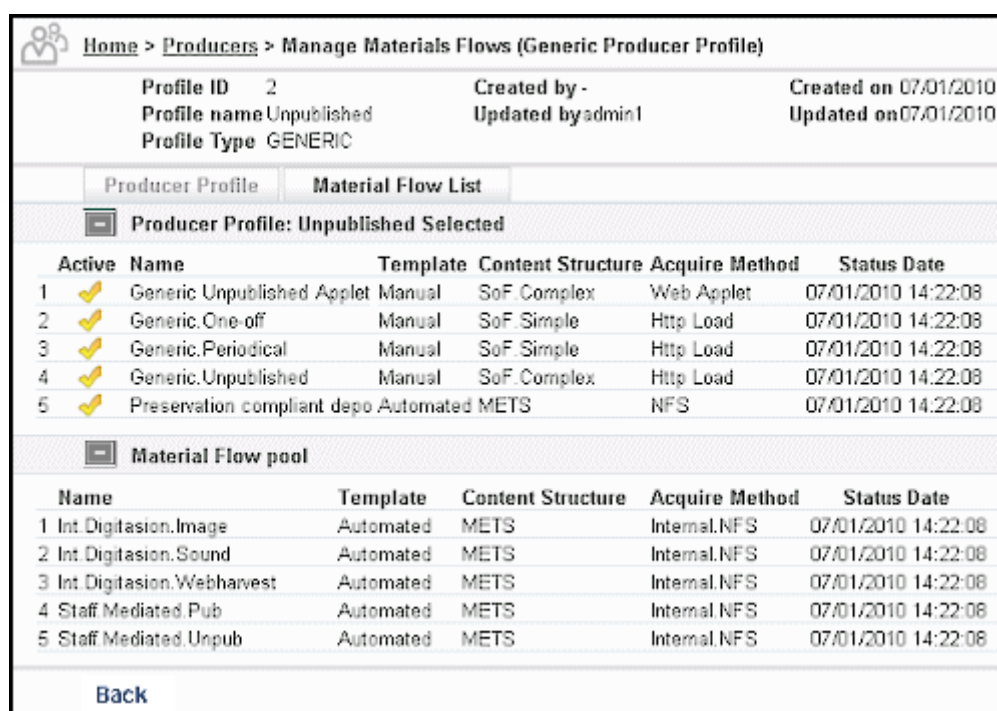 Home > Producers > Manage Materials Flows (Generic Producer Profile)
Profile ID 2 Created by - Created on 07/01/2010
Profile name Unpublished Updated by admin1 Updated on 07/01/2010
Profile Type GENERIC
Producer Profile Material Flow List
Producer Profile: Unpublished Selected
Active Name Template Content Structure Acquire Method Status Date
1 Generic Unpublished Applet Manual SoF.Complex Web Applet 07/01/2010 14:22:08
2 Generic.One-off Manual SoF.Simple Http Load 07/01/2010 14:22:08
3 Generic.Periodical Manual SoF.Simple Http Load 07/01/2010 14:22:08
4 Generic.Unpublished Manual SoF.Complex Http Load 07/01/2010 14:22:08
5 Preservation compliant depo Automated METS NFS 07/01/2010 14:22:08
Material Flow pool
Name Template Content Structure Acquire Method Status Date
1 Int.Digitasion.Image Automated METS Internal.NFS 07/01/2010 14:22:08
2 Int.Digitasion.Sound Automated METS Internal.NFS 07/01/2010 14:22:08
3 Int.Digitasion.Webharvest Automated METS Internal.NFS 07/01/2010 14:22:08
4 Staff.Mediated.Pub Automated METS Internal.NFS 07/01/2010 14:22:08
5 Staff.Mediated.Unpub Automated METS Internal.NFS 07/01/2010 14:22:08
Back